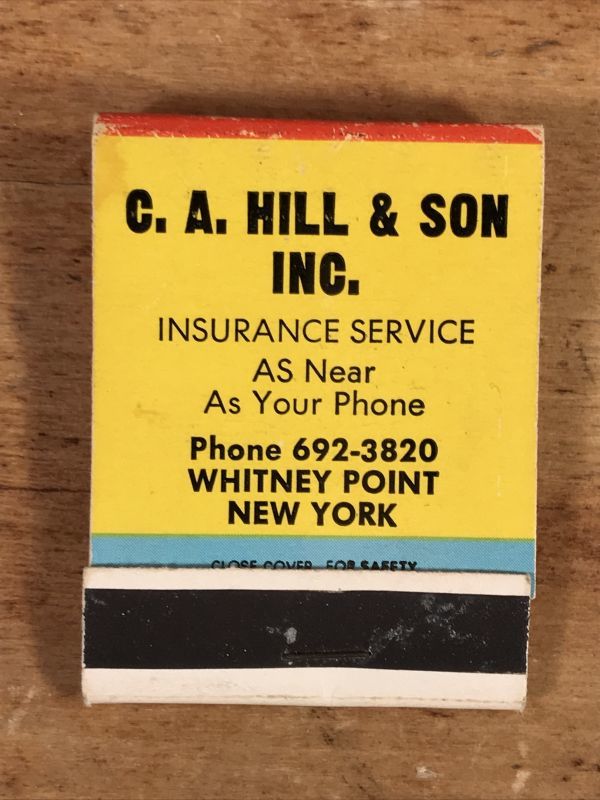 C. A. HILL & SON
INC.
INSURANCE SERVICE
AS Near
As Your Phone
Phone 692-3820
WHITNEY POINT
NEW YORK
CLOSE COVER FOR SAFETY